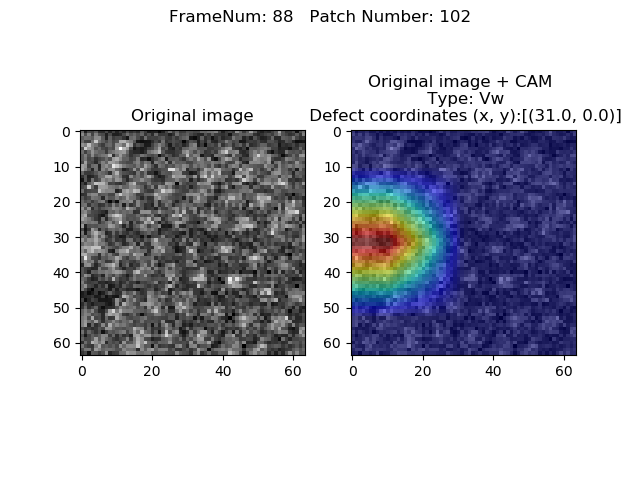 FrameNum: 88   Patch Number: 102
Original image
0
10
20
30
40
50
60
0 20 40 60
Original image + CAM
Type: Vw
Defect coordinates (x, y):[(31.0, 0.0)]
0
10
20
30
40
50
60
0 20 40 60